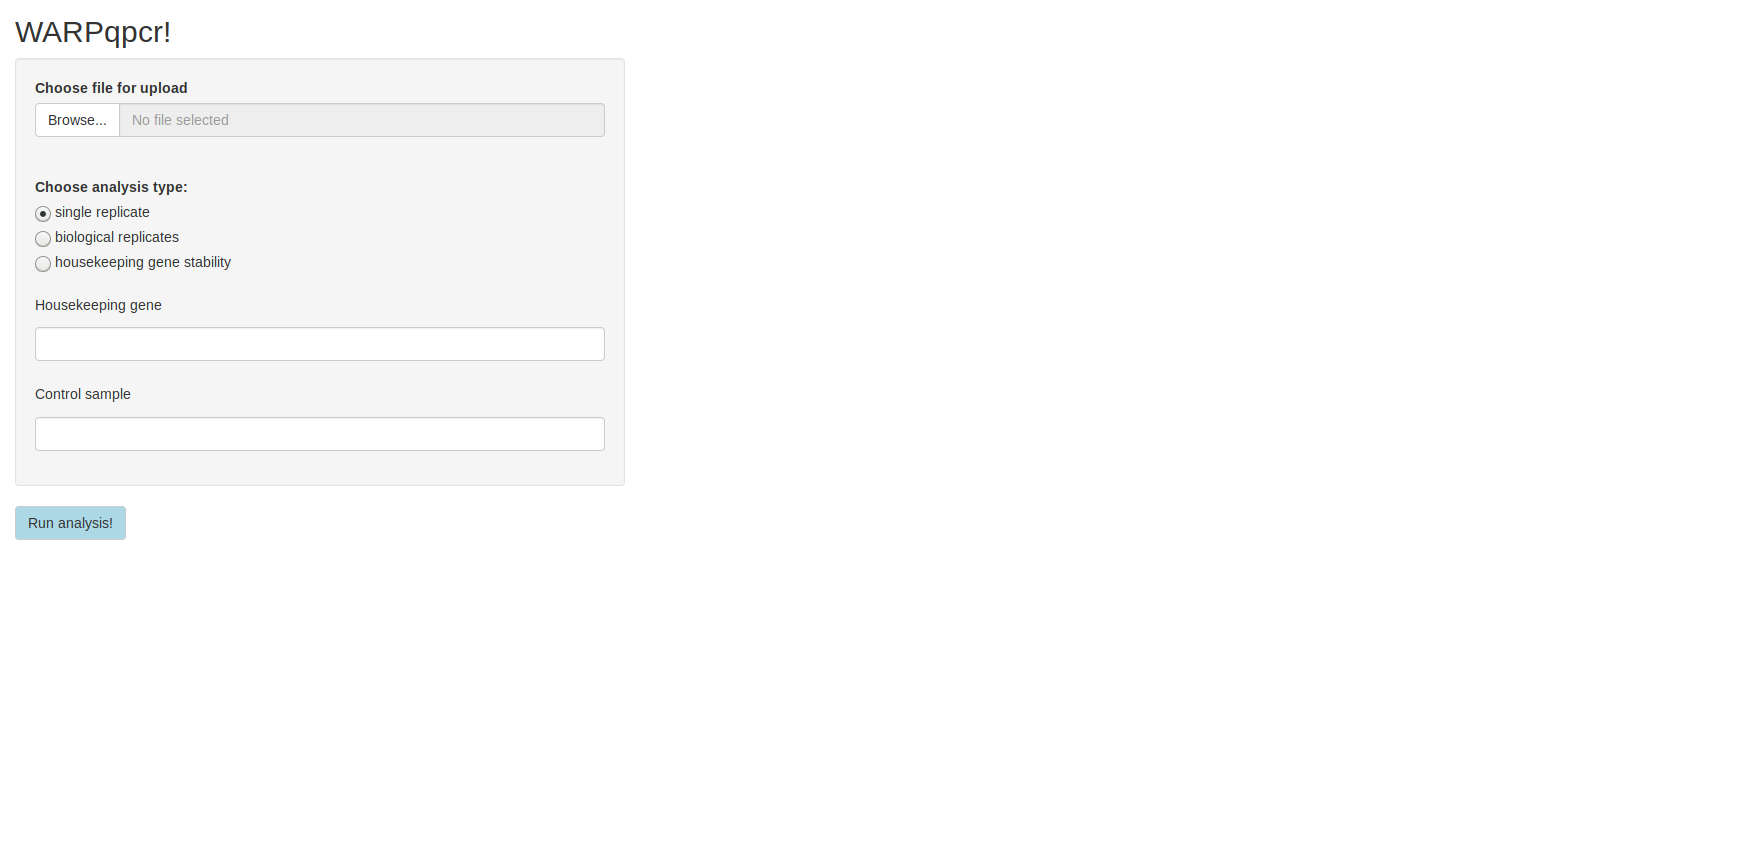 WARPqpcr!
Choose file for upload
Browse... No file selected
Choose analysis type:
single replicate
biological replicates
housekeeping gene stability
Housekeeping gene
Control sample
Run analysis!